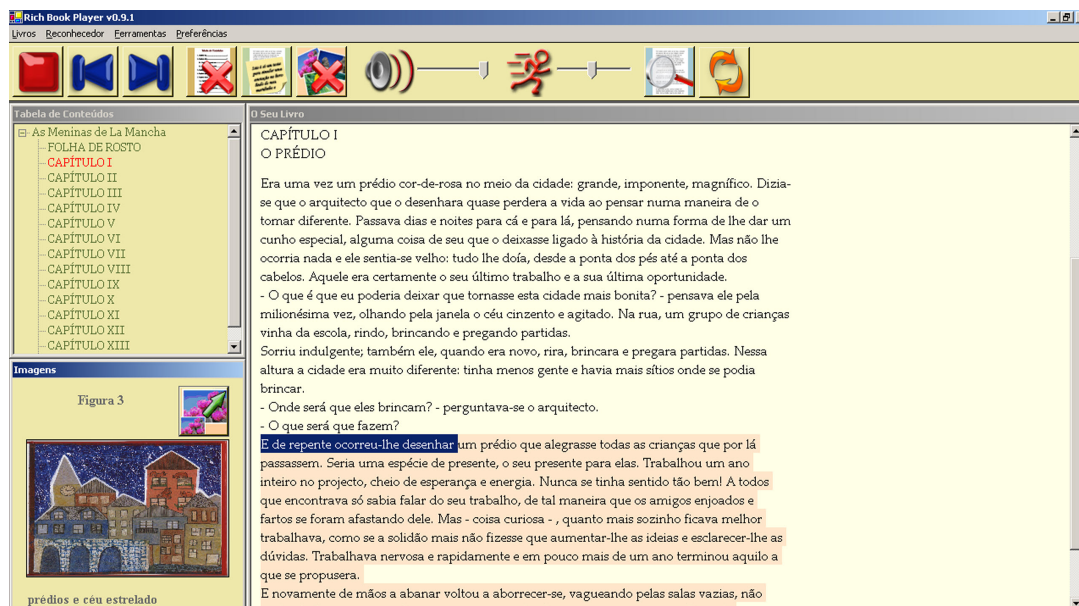 Rich Book Player v0.9.1
Livros Reconhecedor Ferramentas Preferências
Tabela de Conteúdos
As Meninas de La Mancha
FOLHA DE ROSTO
CAPÍTULO I
CAPÍTULO II
CAPÍTULO III
CAPÍTULO IV
CAPÍTULO V
CAPÍTULO VI
CAPÍTULO VII
CAPÍTULO VIII
CAPÍTULO IX
CAPÍTULO X
CAPÍTULO XI
CAPÍTULO XII
CAPÍTULO XIII
Imagens
Figura 3
prédios e céu estrelado
O Seu Livro
CAPÍTULO I
O PRÉDIO
Era uma vez um prédio cor-de-rosa no meio da cidade: grande, imponente, magnífico. Dizia-
se que o arquitecto que o desenhara quase perdera a vida ao pensar numa maneira de o
tornar diferente. Passava dias e noites para cá e para lá, pensando numa forma de lhe dar um
cunho especial, alguma coisa de seu que o deixasse ligado à história da cidade. Mas não lhe
ocorria nada e ele sentia-se velho: tudo lhe doía, desde a ponta dos pés até a ponta dos
cabelos. Aquele era certamente o seu último trabalho e a sua última oportunidade.
- O que é que eu poderia deixar que tornasse esta cidade mais bonita? - pensava ele pela
milionésima vez, olhando pela janela o céu cinzento e agitado. Na rua, um grupo de crianças
vinha da escola, rindo, brincando e pregando partidas.
Sorriu indulgente; também ele, quando era novo, rira, brincara e pregara partidas. Nessa
altura a cidade era muito diferente: tinha menos gente e havia mais sítios onde se podia
brincar.
- Onde será que eles brincam? - perguntava-se o arquitecto.
- O que será que fazem?
E de repente ocorreu-lhe desenhar um prédio que alegrasse todas as crianças que por lá
passassem. Seria uma espécie de presente, o seu presente para elas. Trabalhou um ano
inteiro no projecto, cheio de esperança e energia. Nunca se tinha sentido tão bem! A todos
que encontrava só sabia falar do seu trabalho, de tal maneira que os amigos enjoados e
fartos se foram afastando dele. Mas - coisa curiosa - , quanto mais sozinho ficava melhor
trabalhava, como se a solidão mais não fizesse que aumentar-lhe as ideias e esclarecer-lhe as
dúvidas. Trabalhava nervosa e rapidamente e em pouco mais de um ano terminou aquilo a
que se propusera.
E novamente de mãos a abanar voltou a aborrecer-se, vagueando pelas salas vazias, não